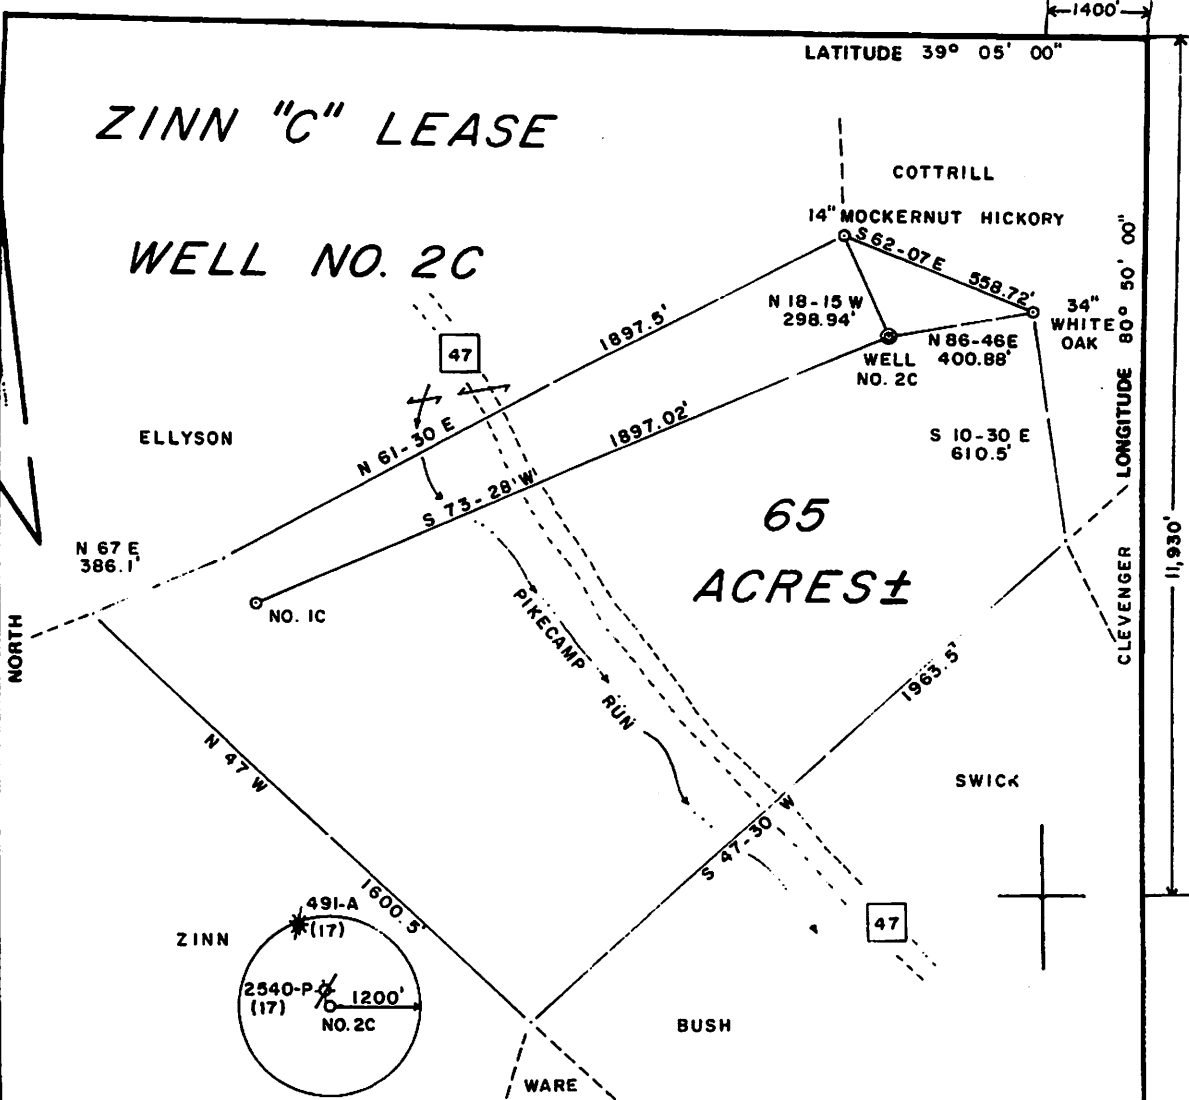 1400'
LATITUDE 39° 05' 00"
ZINN "C" LEASE
COTTRILL
14" MOCKERNUT HICKORY
WELL NO. 2C
S 62-07 E
558.72'
LONGITUDE 80° 50' 00"
N 18-15 W
298.94'
34"
WHITE
OAK
1897.5'
47
N 86-46 E
400.88'
WELL
NO. 2C
1897.02'
ELLYSON
N 61-30 E
S 10-30 E
610.5'
S 73-28 W
65
ACRES±
11,930'
N 67 E
386.1'
NO. 1C
PIKECAMP
RUN
CLEVENGER
NORTH
1963.5'
N 47 W
SWICK
S 47-30 W
1600.5'
491-A
(17)
47
ZINN
2540-P
(17)
1200'
NO. 2C
BUSH
WARE